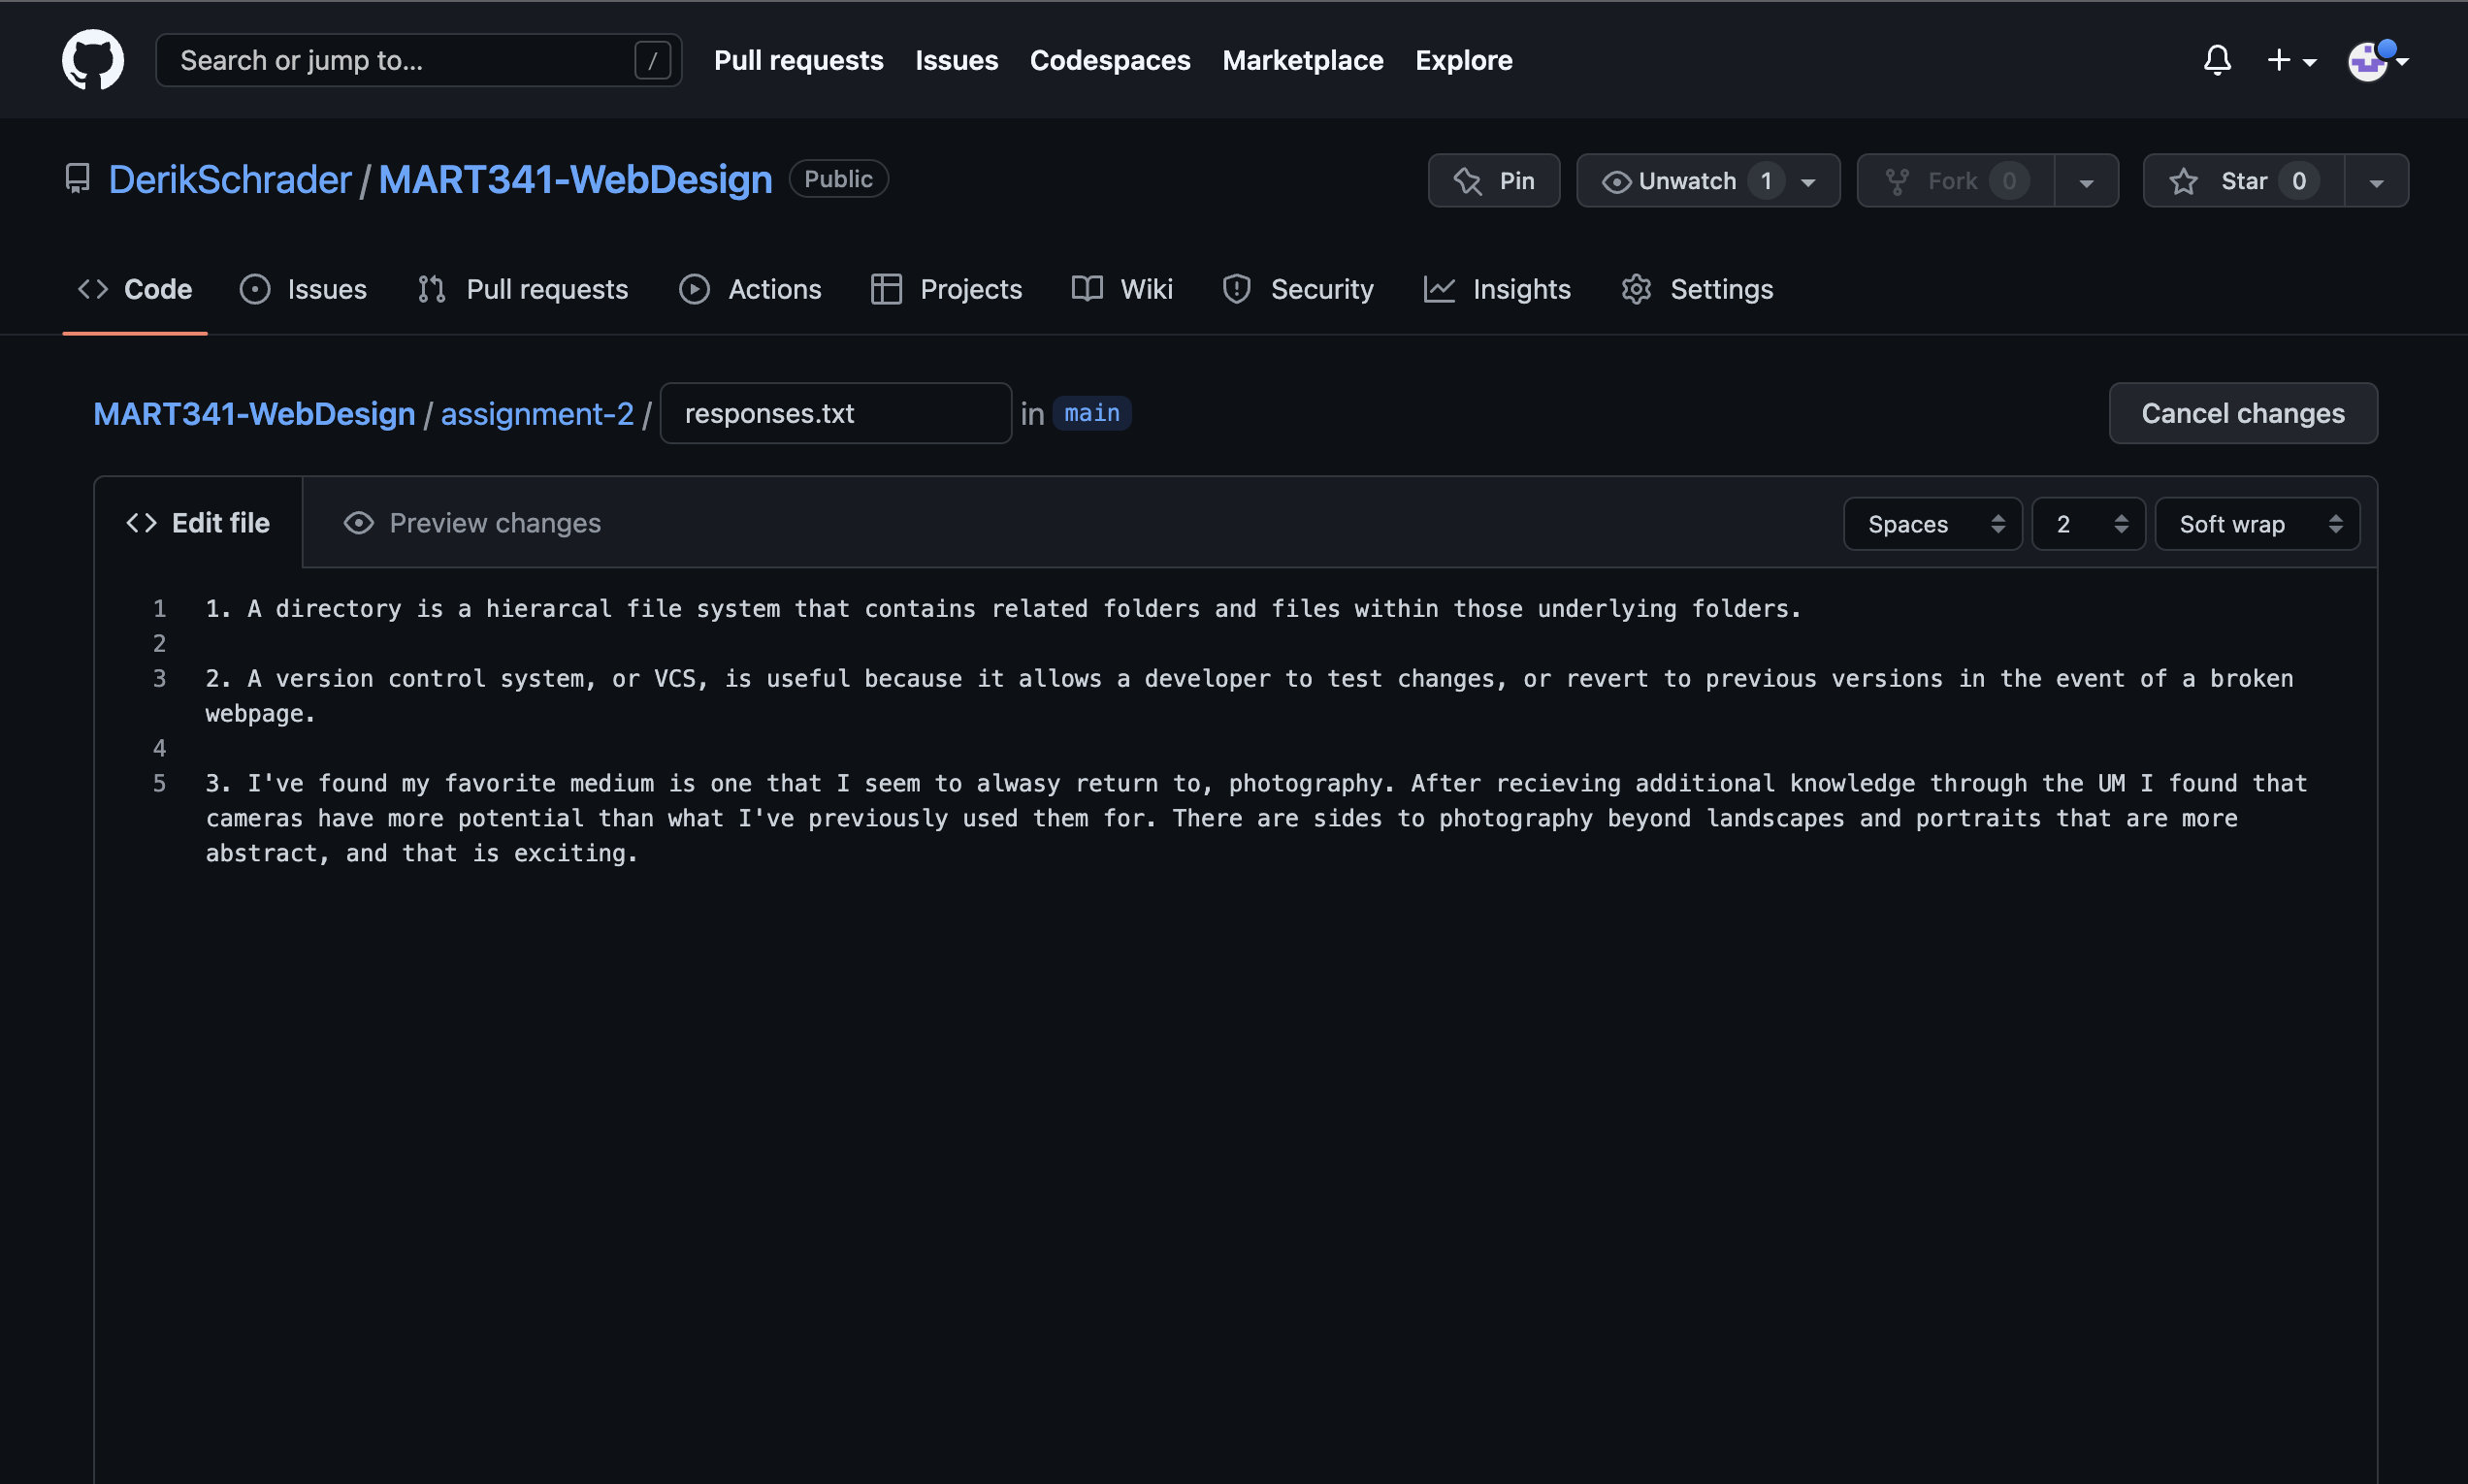 Search or jump to... /
Pull requests Issues Codespaces Marketplace Explore
DerikSchrader / MART341-WebDesign Public
Pin Unwatch 1 Fork 0 Star 0
Code Issues Pull requests Actions Projects Wiki Security Insights Settings
MART341-WebDesign / assignment-2 / responses.txt in main
Cancel changes
Edit file Preview changes
Spaces 2 Soft wrap
1 1. A directory is a hierarcal file system that contains related folders and files within those underlying folders.
2
3 2. A version control system, or VCS, is useful because it allows a developer to test changes, or revert to previous versions in the event of a broken
webpage.
4
5 3. I've found my favorite medium is one that I seem to alwasy return to, photography. After recieving additional knowledge through the UM I found that
cameras have more potential than what I've previously used them for. There are sides to photography beyond landscapes and portraits that are more
abstract, and that is exciting.